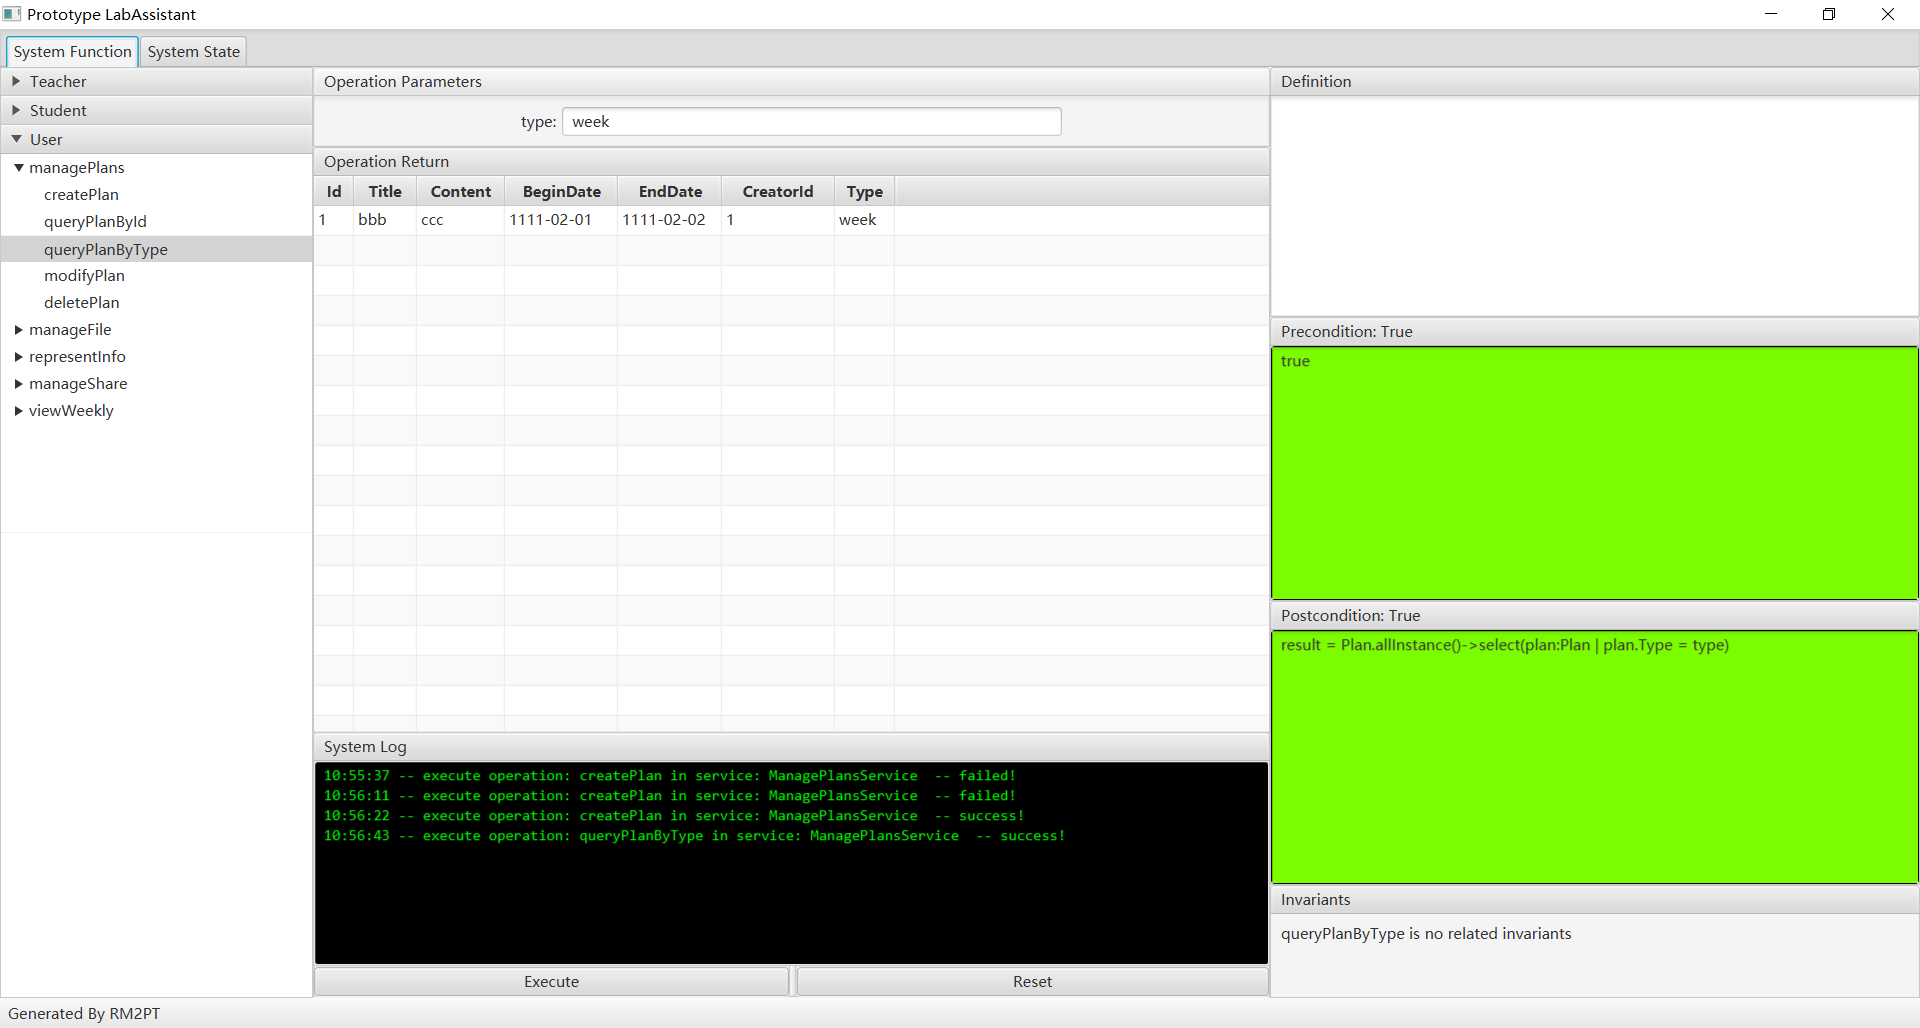 Prototype LabAssistant
System Function
System State
Teacher
Student
User
managePlans
createPlan
queryPlanById
queryPlanByType
modifyPlan
deletePlan
manageFile
representInfo
manageShare
viewWeekly
Operation Parameters
type: week
Operation Return
Id Title Content BeginDate EndDate CreatorId Type
1 bbb ccc 1111-02-01 1111-02-02 1 week
System Log
10:55:37 -- execute operation: createPlan in service: ManagePlansService  -- failed!
10:56:11 -- execute operation: createPlan in service: ManagePlansService  -- failed!
10:56:22 -- execute operation: createPlan in service: ManagePlansService  -- success!
10:56:43 -- execute operation: queryPlanByType in service: ManagePlansService  -- success!
Execute
Reset
Definition
Precondition: True
true
Postcondition: True
result = Plan.allInstance()->select(plan:Plan | plan.Type = type)
Invariants
queryPlanByType is no related invariants
Generated By RM2PT